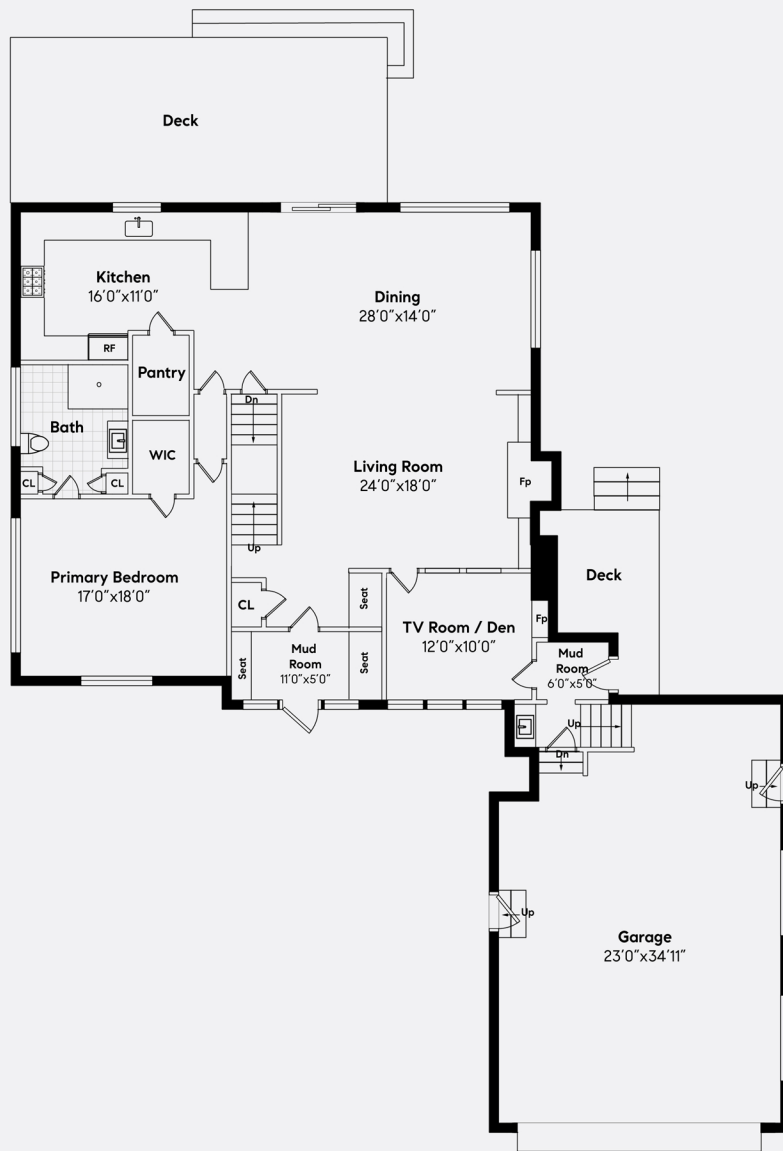 Deck
Kitchen
16'0"x11'0"
Dining
28'0"x14'0"
RF
Pantry
Dn
Bath
WIC
Living Room
24'0"x18'0"
Fp
CL
CL
Up
Primary Bedroom
17'0"x18'0"
Deck
CL
Seat
TV Room / Den
12'0"x10'0"
Fp
Mud
Room
11'0"x5'0"
Seat
Seat
Mud
Room
6'0"x5'0"
Up
Dn
Up
Up
Garage
23'0"x34'11"